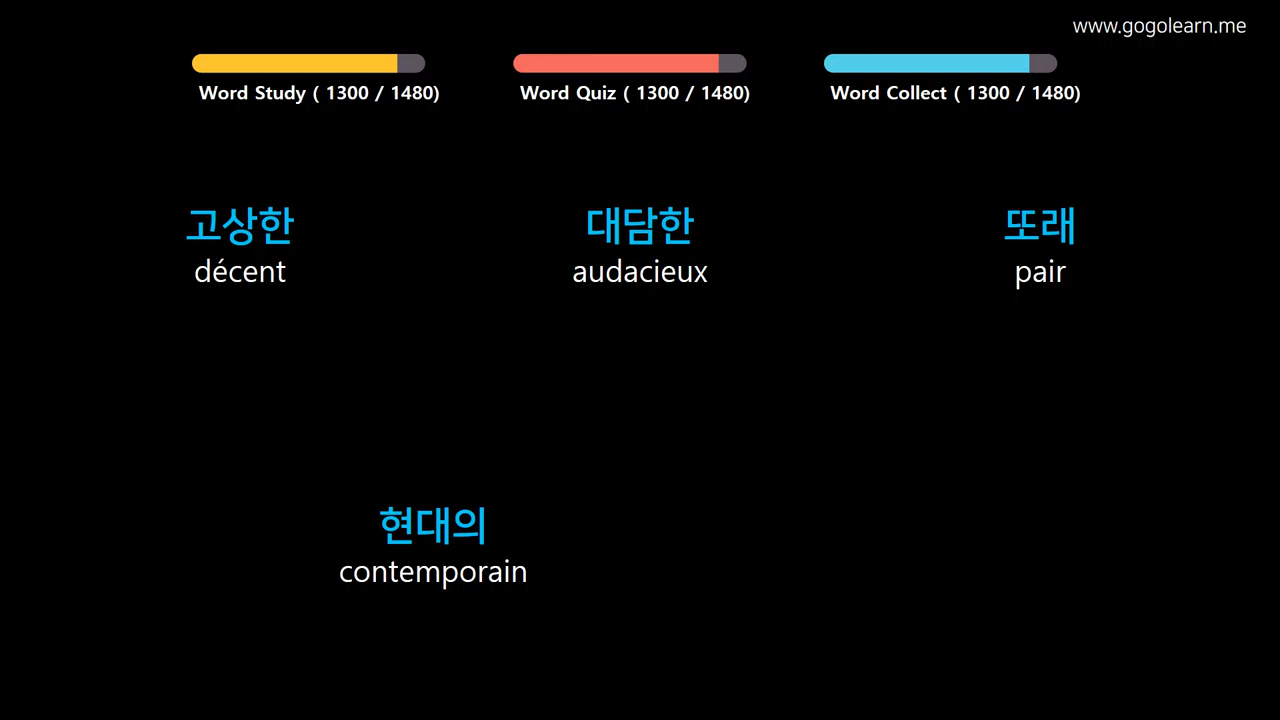 www.gogolearn.me
Word Study ( 1300 / 1480)
Word Quiz ( 1300 / 1480)
Word Collect ( 1300 / 1480)
고상한
décent
대담한
audacieux
또래
pair
현대의
contemporain